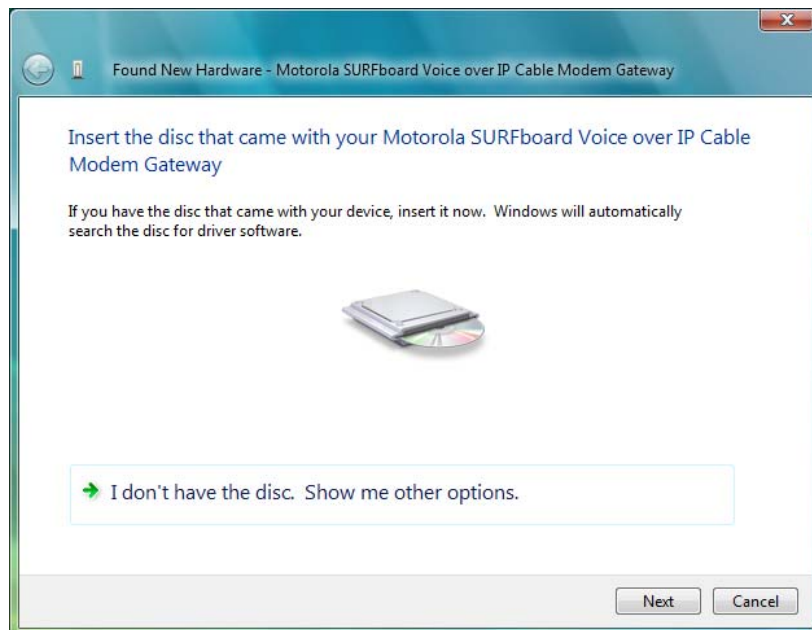 Found New Hardware - Motorola SURFboard Voice over IP Cable Modem Gateway
Insert the disc that came with your Motorola SURFboard Voice over IP Cable
Modem Gateway
If you have the disc that came with your device, insert it now.  Windows will automatically
search the disc for driver software.
I don't have the disc.  Show me other options.
Next
Cancel